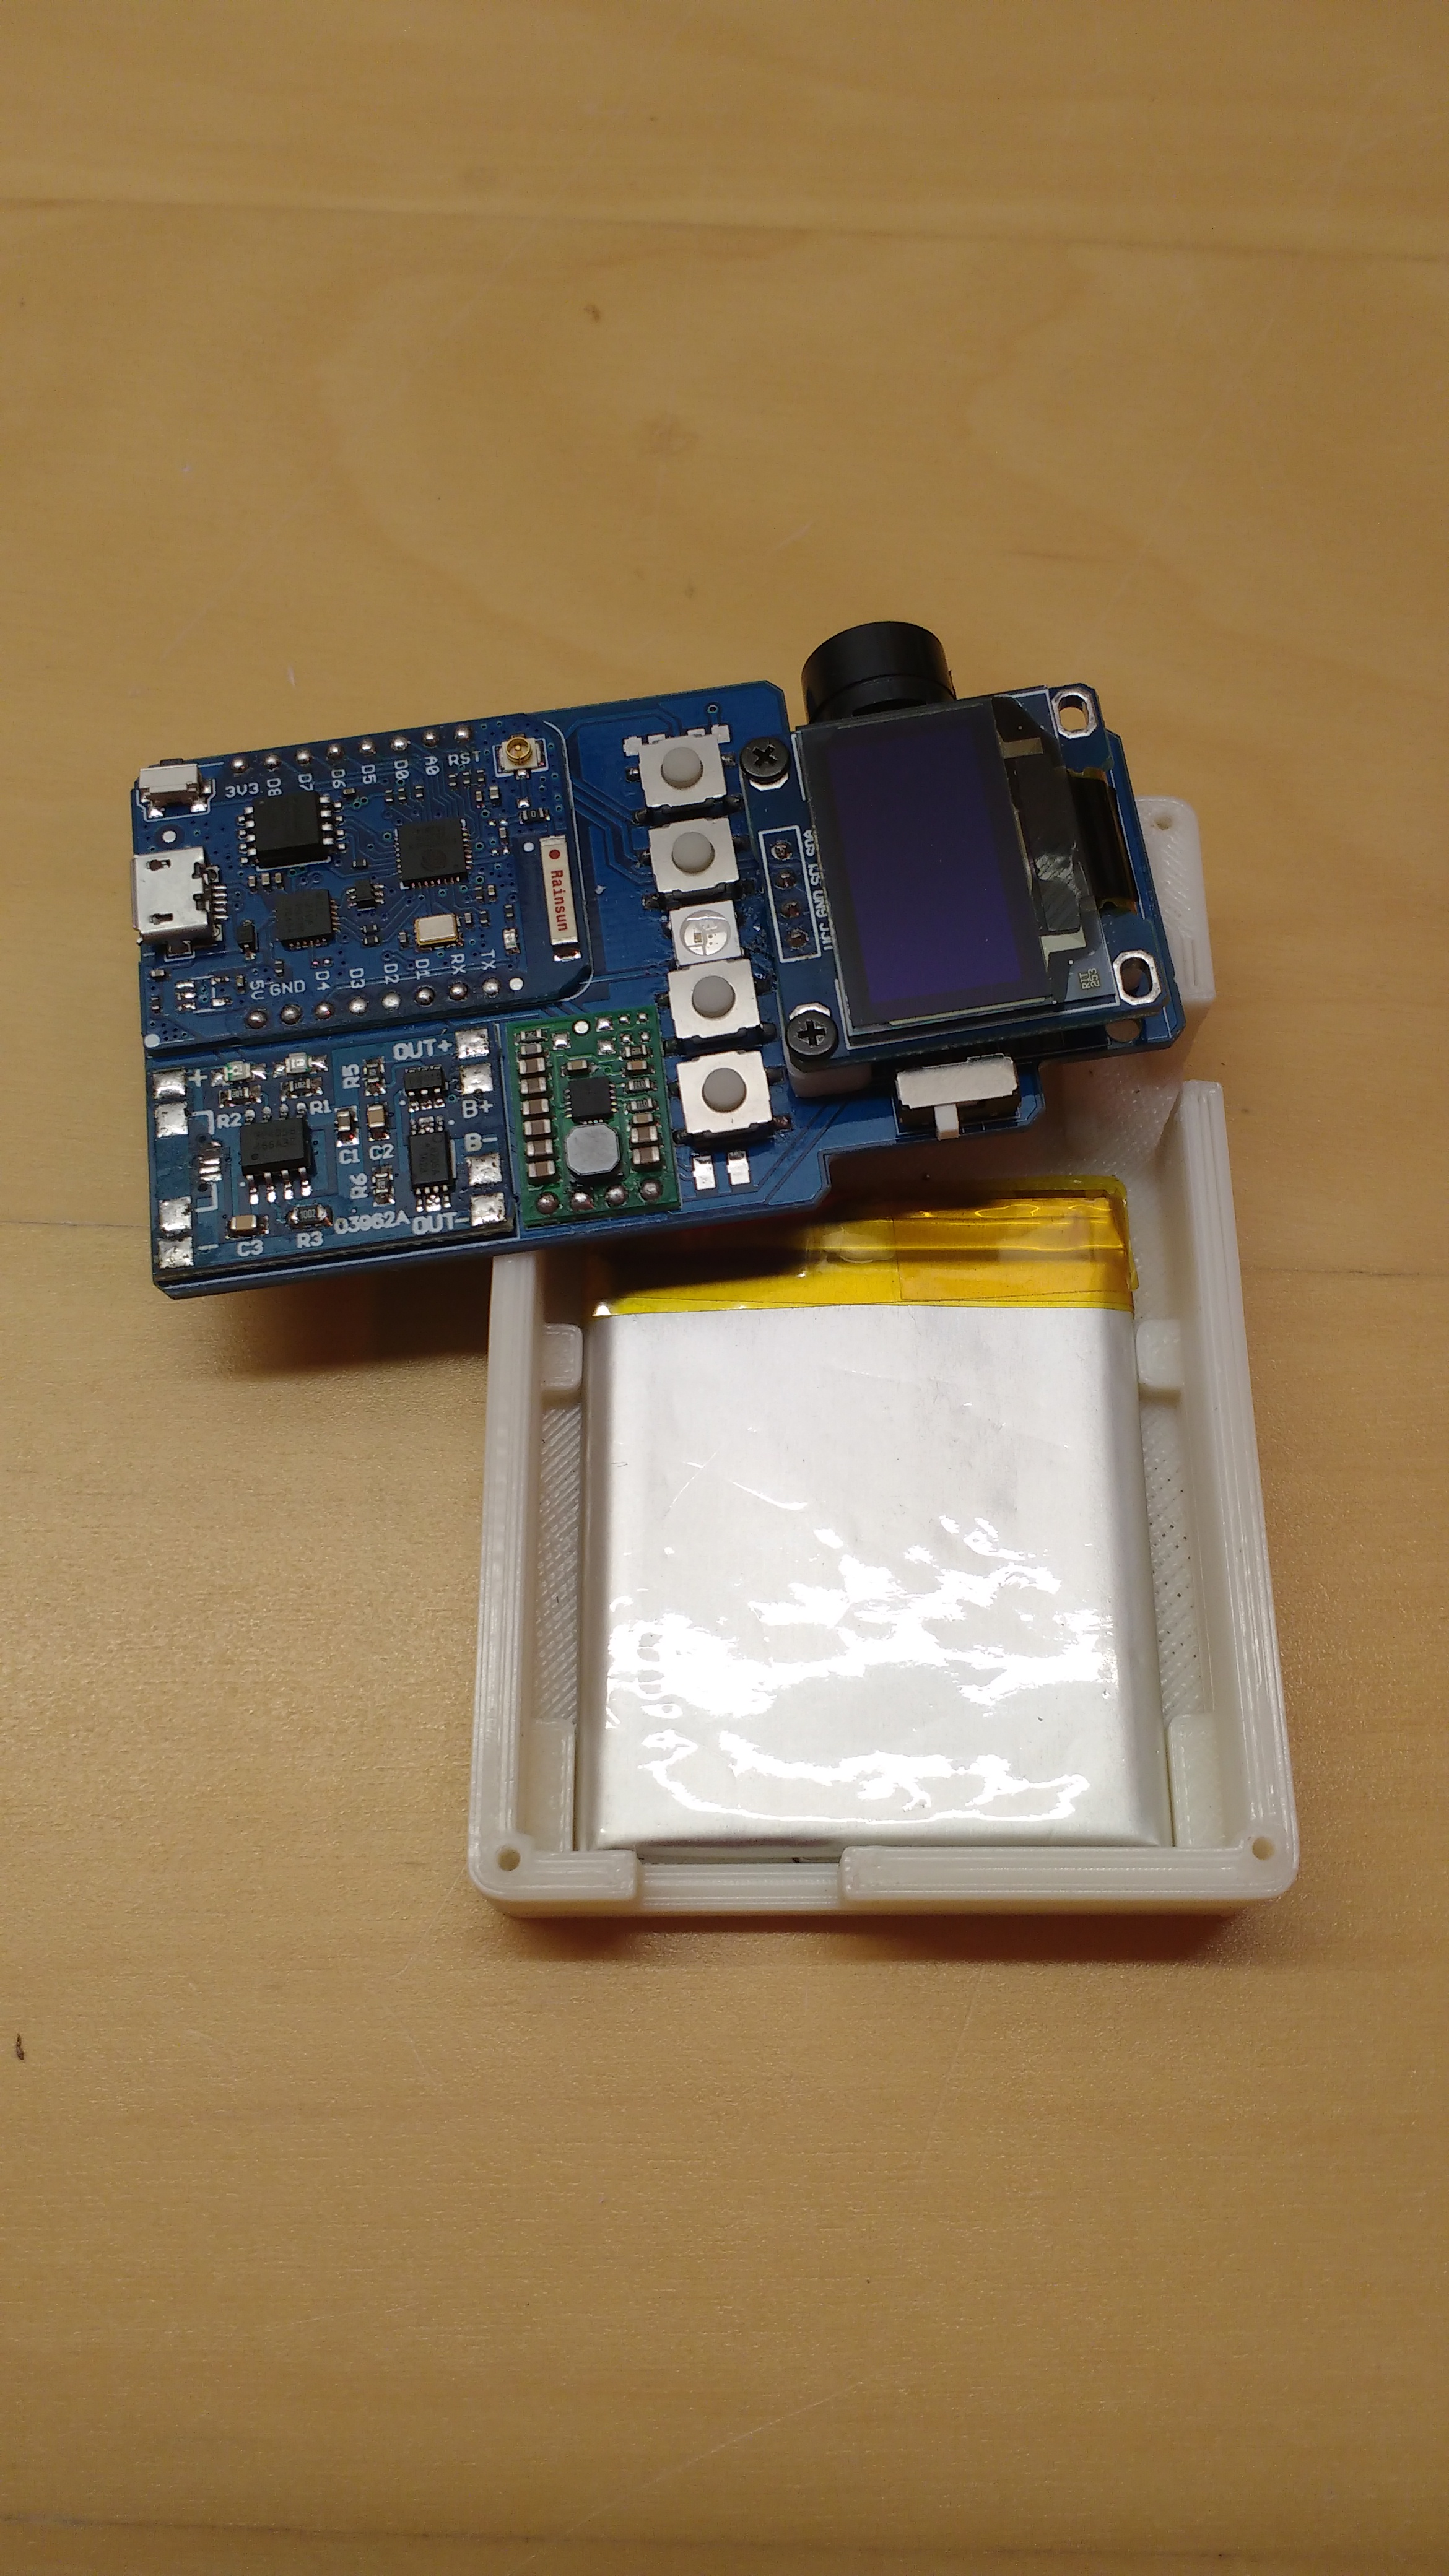 3V3
D8
D7
D6
D5
D0
A0
RST
Rainsun
5V
GND
D4
D3
D2
D1
RX
TX
VCC GND SCL SDA
+
R2
R1
R5
OUT+
B+
B-
C1
C2
R6
03962A
OUT-
C3
R3
-